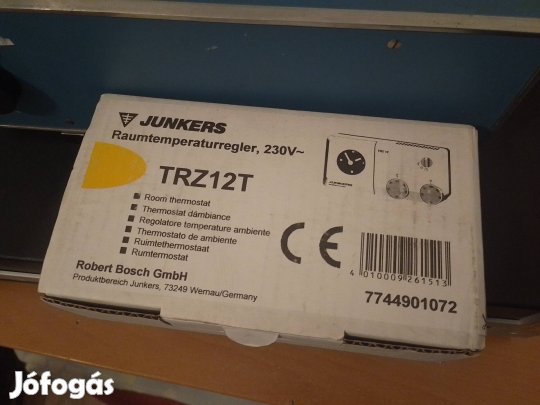 JUNKERS
Raumtemperaturregler, 230V~
TRZ12T
Room thermostat
Thermostat dámbiance
Regolatore temperature ambiente
Thermostato de ambiente
Ruimtethermostaat
Rumtermostat
CE
Robert Bosch GmbH
Produktbereich Junkers, 73249 Wernau/Germany
4 010009 261513
7744901072
Jófogás